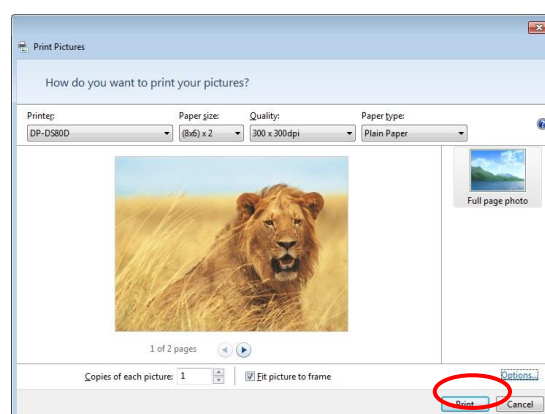 Print Pictures
How do you want to print your pictures?
Printer: Paper size: Quality: Paper type:
DP-DS80D (8x6) x 2 300 x 300dpi Plain Paper
Full page photo
1 of 2 pages
Copies of each picture: 1 Fit picture to frame Options...
Print Cancel